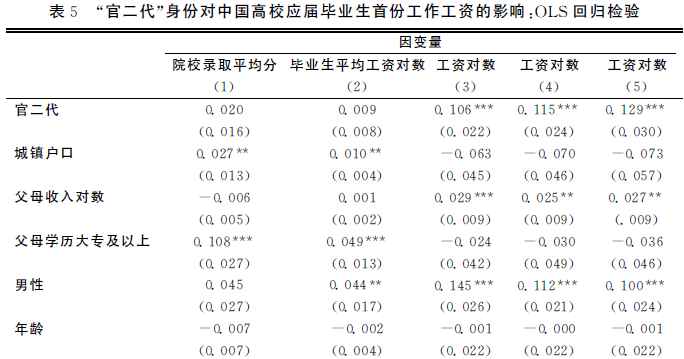 表 5 “官二代”身份对中国高校应届毕业生首份工作工资的影响:OLS 回归检验
因变量
院校录取平均分 毕业生平均工资对数 工资对数 工资对数 工资对数
(1) (2) (3) (4) (5)
官二代 0.020 0.009 0.106*** 0.115*** 0.129***
(0.016) (0.008) (0.022) (0.024) (0.030)
城镇户口 0.027** 0.010** -0.063 -0.070 -0.073
(0.013) (0.004) (0.045) (0.046) (0.057)
父母收入对数 -0.006 0.001 0.029*** 0.025** 0.027**
(0.005) (0.002) (0.009) (0.009) (.009)
父母学历大专及以上 0.108*** 0.049*** -0.024 -0.030 -0.036
(0.027) (0.013) (0.042) (0.049) (0.046)
男性 0.045 0.044** 0.145*** 0.112*** 0.100***
(0.027) (0.017) (0.026) (0.021) (0.024)
年龄 -0.007 -0.002 -0.001 -0.000 -0.001
(0.007) (0.004) (0.022) (0.022) (0.022)